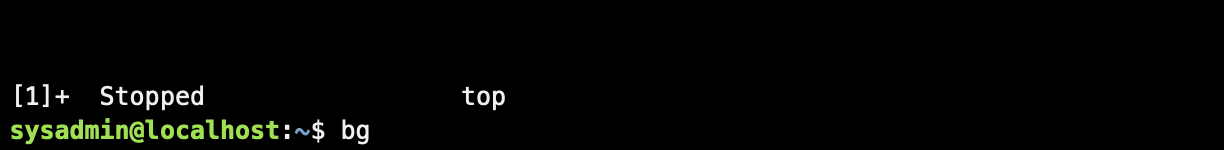 [1]+  Stopped                 top
sysadmin@localhost:~$ bg